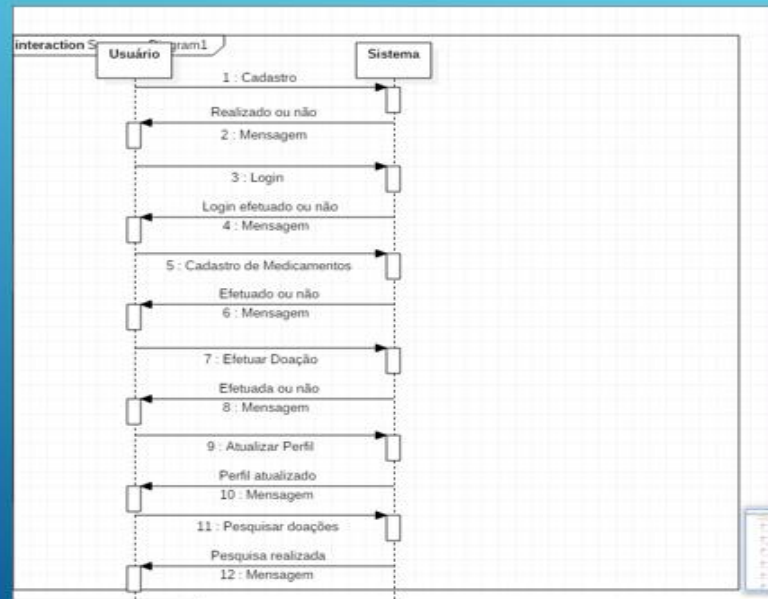 interaction
Usuário
Sistema
1 : Cadastro
Realizado ou não
2 : Mensagem
3 : Login
Login efetuado ou não
4 : Mensagem
5 : Cadastro de Medicamentos
Efetuado ou não
6 : Mensagem
7 : Efetuar Doação
Efetuada ou não
8 : Mensagem
9 : Atualizar Perfil
Perfil atualizado
10 : Mensagem
11 : Pesquisar doações
Pesquisa realizada
12 : Mensagem